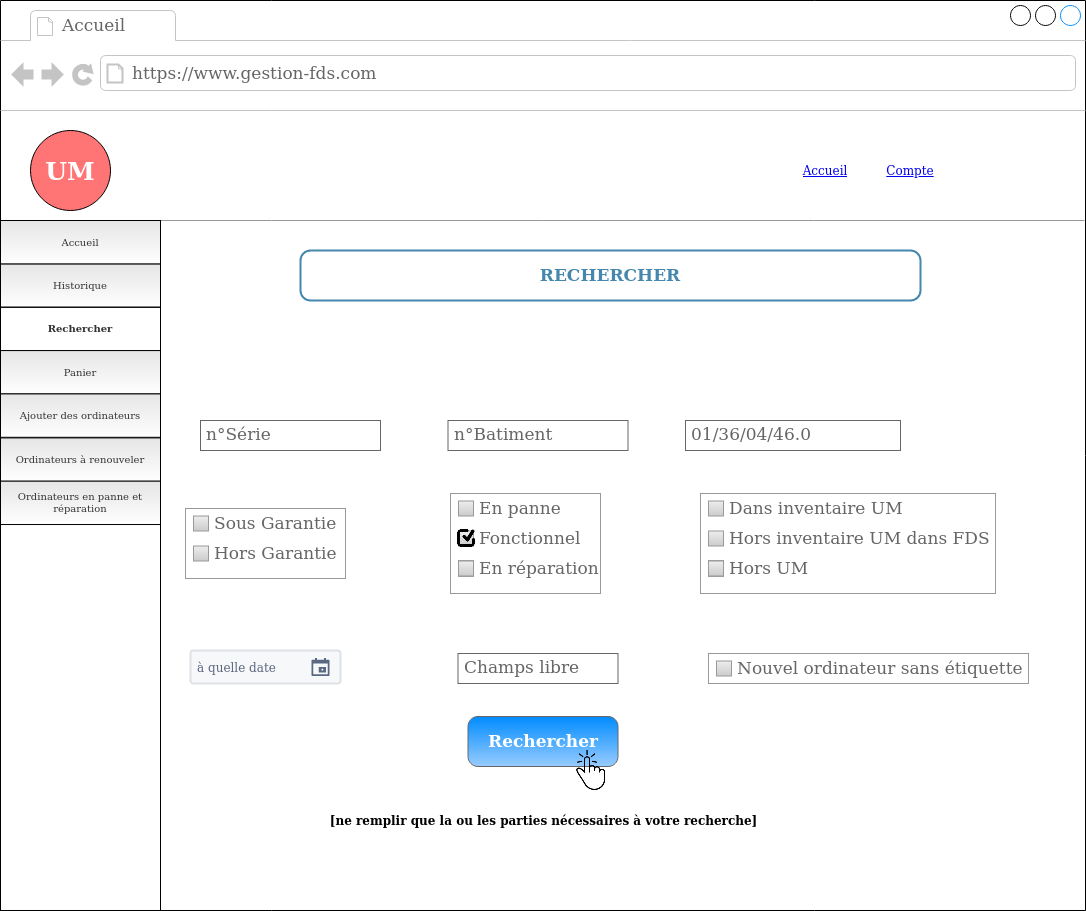 Accueil
https://www.gestion-fds.com
UM
Accueil
Compte
Accueil
Historique
Rechercher
Panier
Ajouter des ordinateurs
Ordinateurs à renouveler
Ordinateurs en panne et
réparation
RECHERCHER
n°Série
n°Batiment
01/36/04/46.0
Sous Garantie
Hors Garantie
En panne
Fonctionnel
En réparation
Dans inventaire UM
Hors inventaire UM dans FDS
Hors UM
à quelle date
Champs libre
Nouvel ordinateur sans étiquette
Rechercher
[ne remplir que la ou les parties nécessaires à votre recherche]